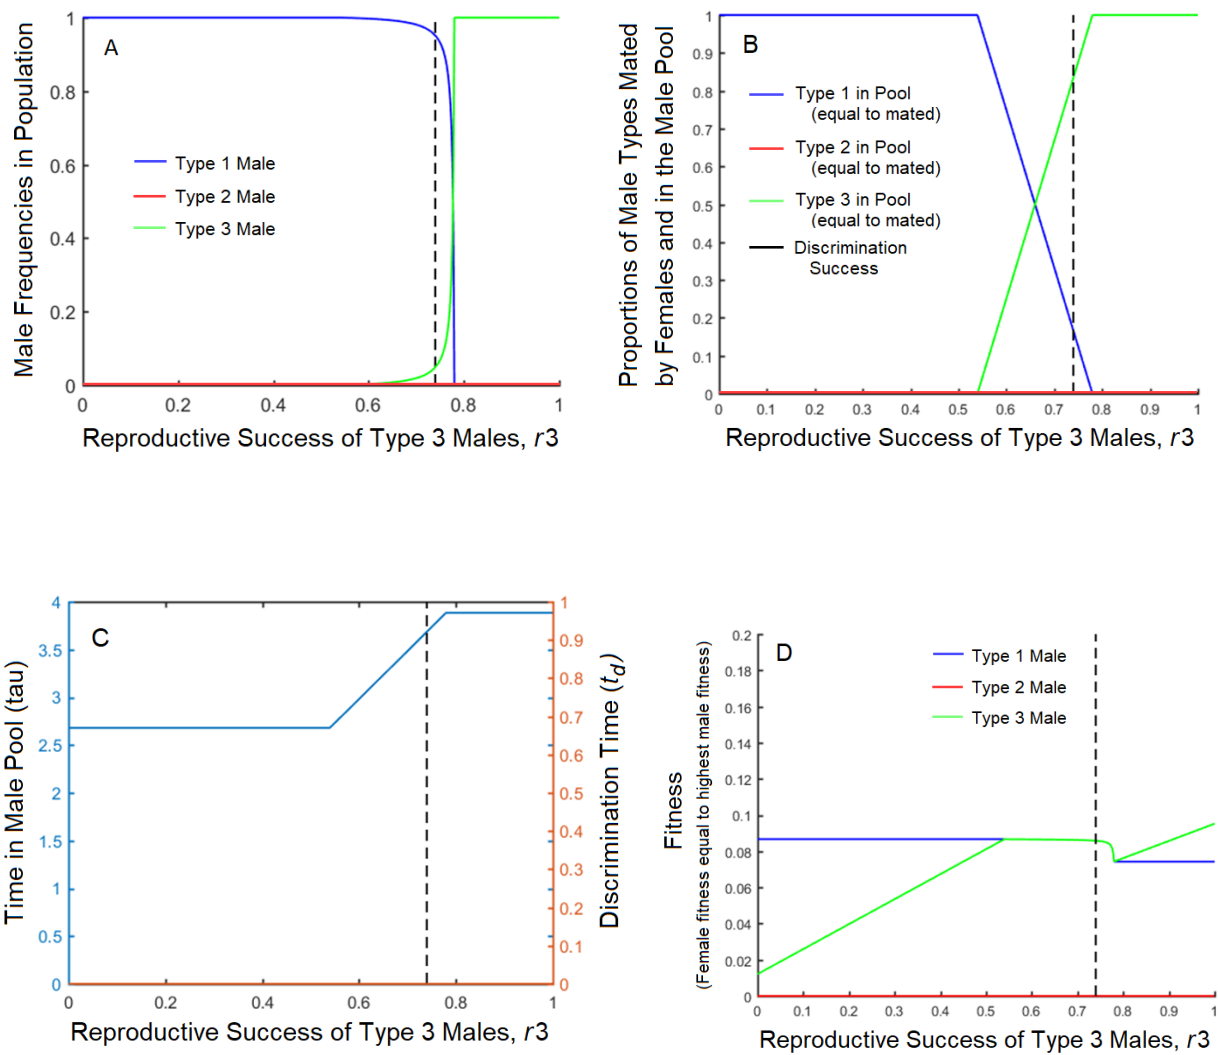 A
Male Frequencies in Population
1
0.8
0.6
0.4
0.2
0
Type 1 Male
Type 2 Male
Type 3 Male
0 0.2 0.4 0.6 0.8 1
Reproductive Success of Type 3 Males, r3
B
Proportions of Male Types Mated
by Females and in the Male Pool
1
0.9
0.8
0.7
0.6
0.5
0.4
0.3
0.2
0.1
0
Type 1 in Pool
(equal to mated)
Type 2 in Pool
(equal to mated)
Type 3 in Pool
(equal to mated)
Discrimination
Success
0 0.1 0.2 0.3 0.4 0.5 0.6 0.7 0.8 0.9 1
Reproductive Success of Type 3 Males, r3
C
Time in Male Pool (tau)
4
3.5
3
2.5
2
1.5
1
0.5
0
1
0.9
0.8
0.7
0.6
0.5
0.4
0.3
0.2
0.1
0
Discrimination Time (td)
0 0.2 0.4 0.6 0.8 1
Reproductive Success of Type 3 Males, r3
D
Fitness
(Female fitness equal to highest male fitness)
0.2
0.18
0.16
0.14
0.12
0.1
0.08
0.06
0.04
0.02
0
Type 1 Male
Type 2 Male
Type 3 Male
0 0.1 0.2 0.3 0.4 0.5 0.6 0.7 0.8 0.9 1
Reproductive Success of Type 3 Males, r3